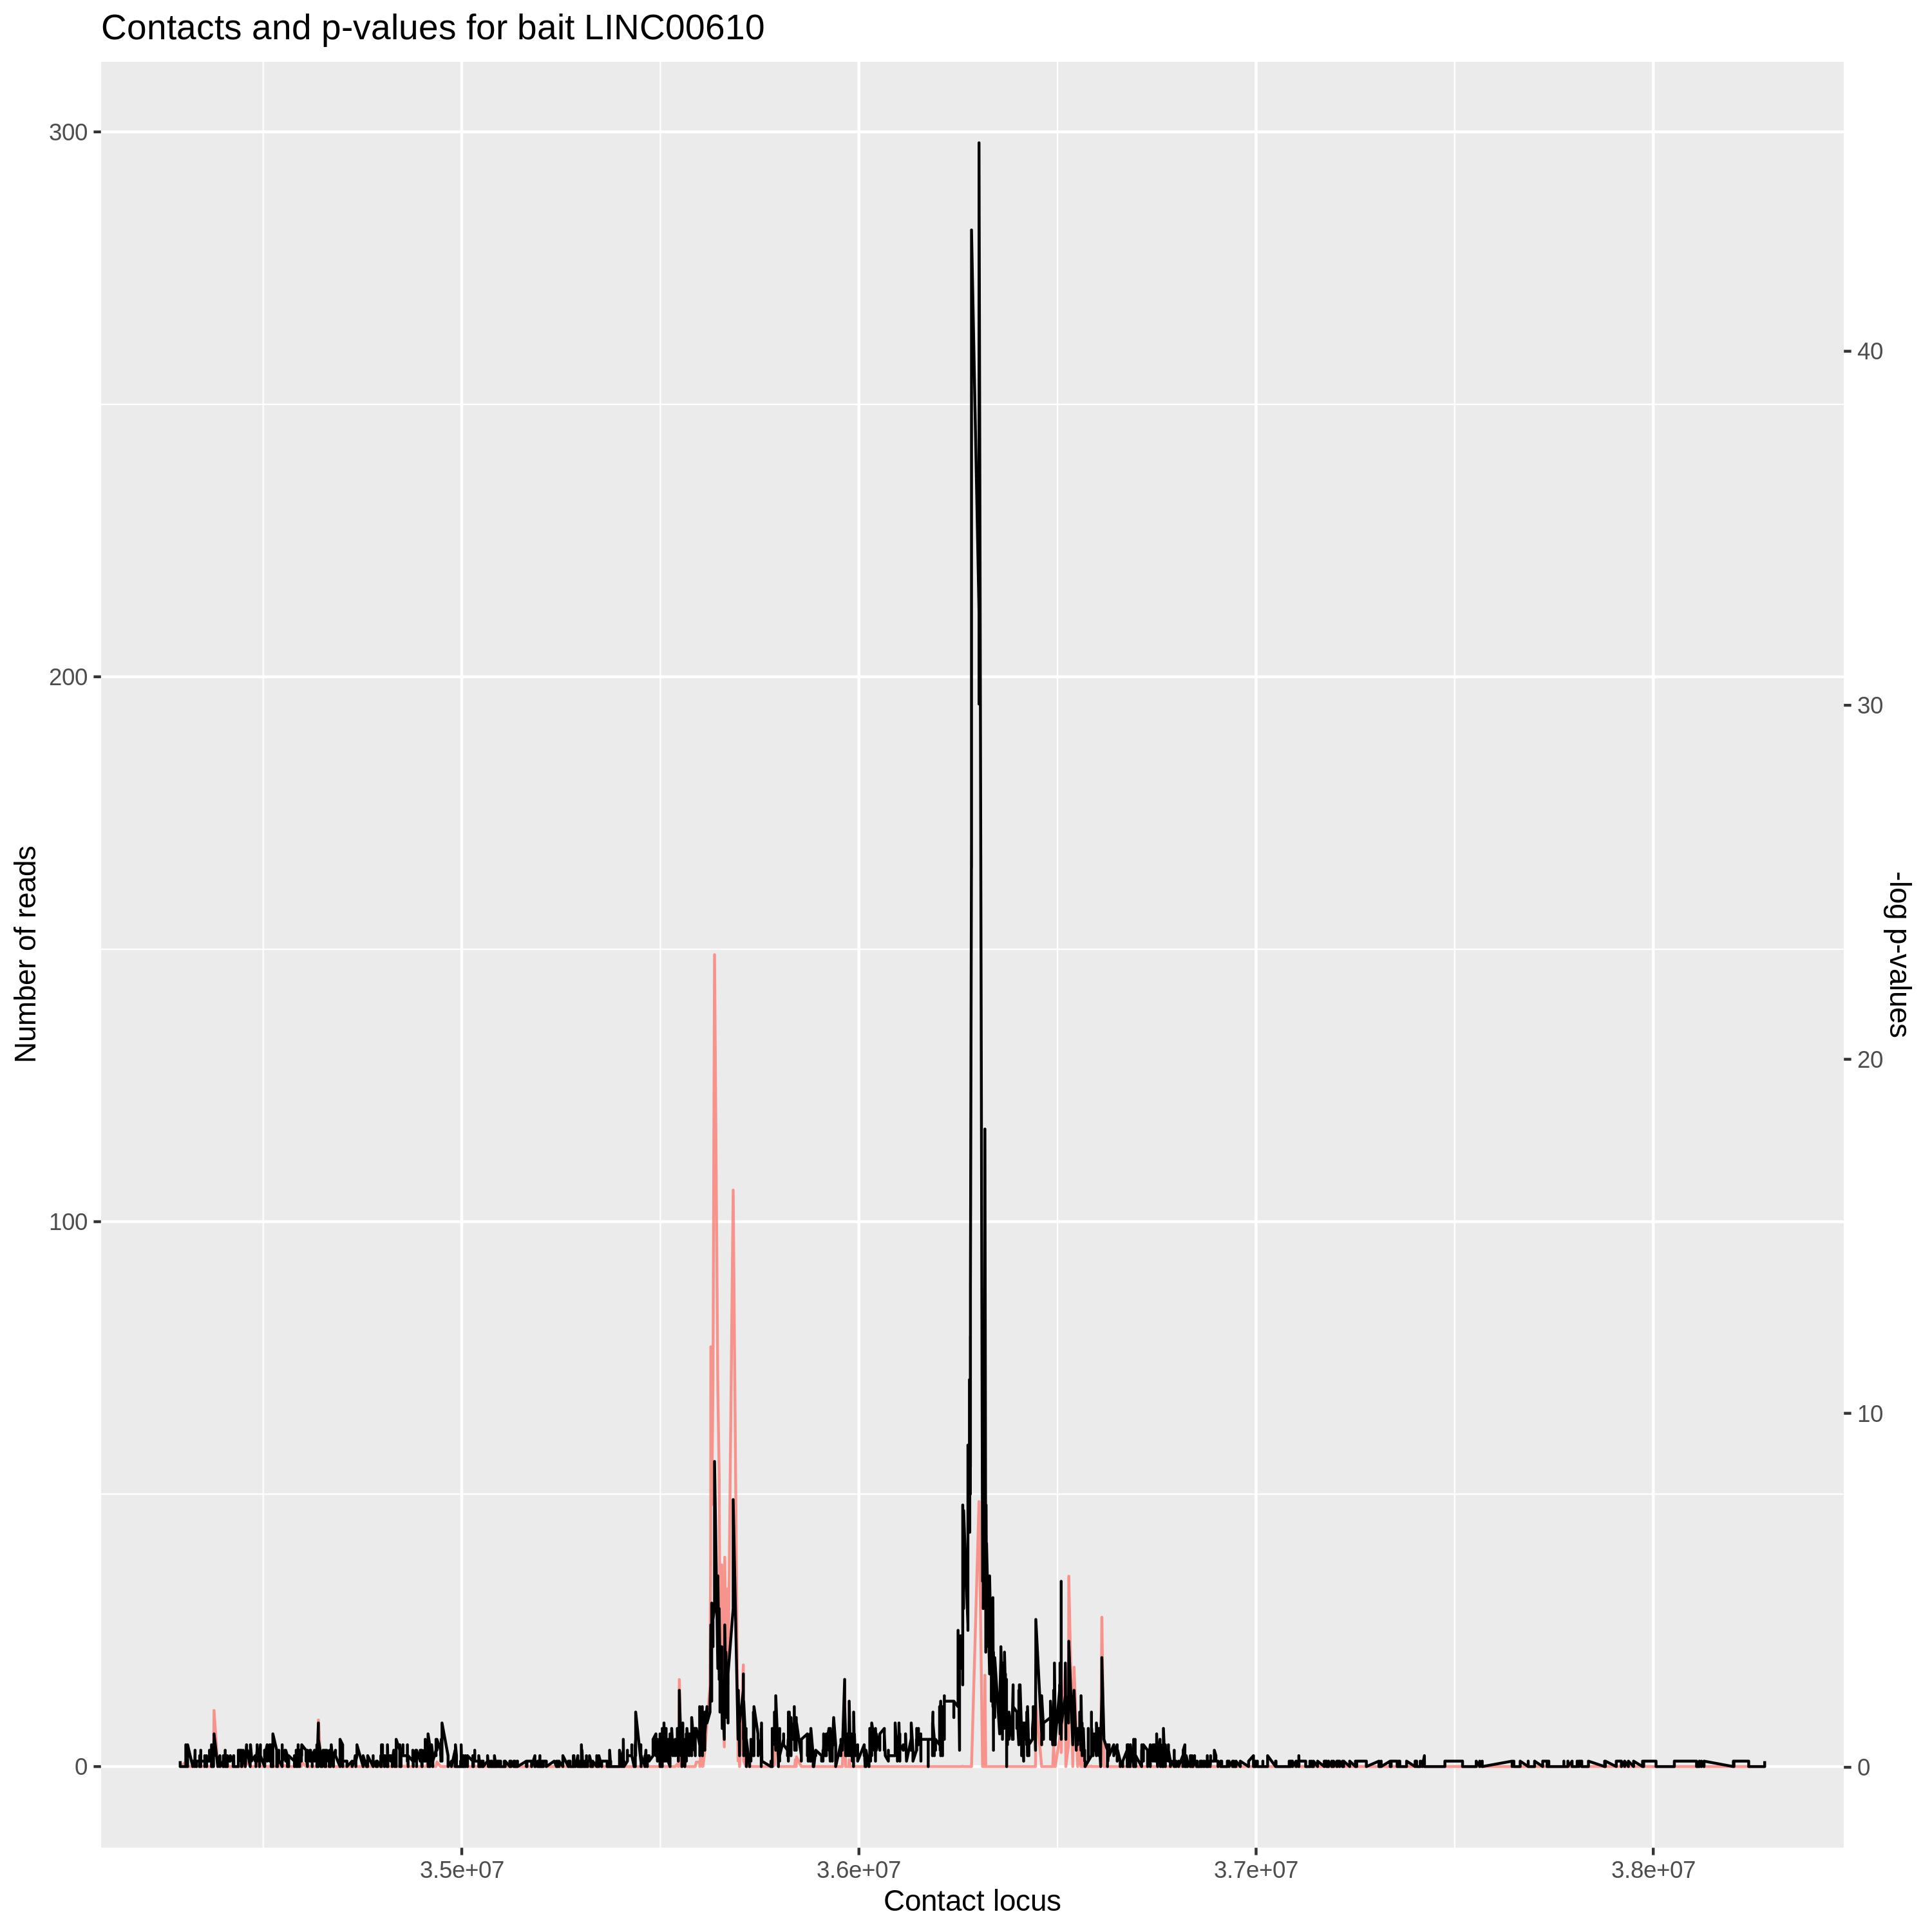 Contacts and p-values for bait LINC00610
300
200
100
0
Number of reads
40
30
20
10
0
-log p-values
3.5e+07 3.6e+07 3.7e+07 3.8e+07
Contact locus